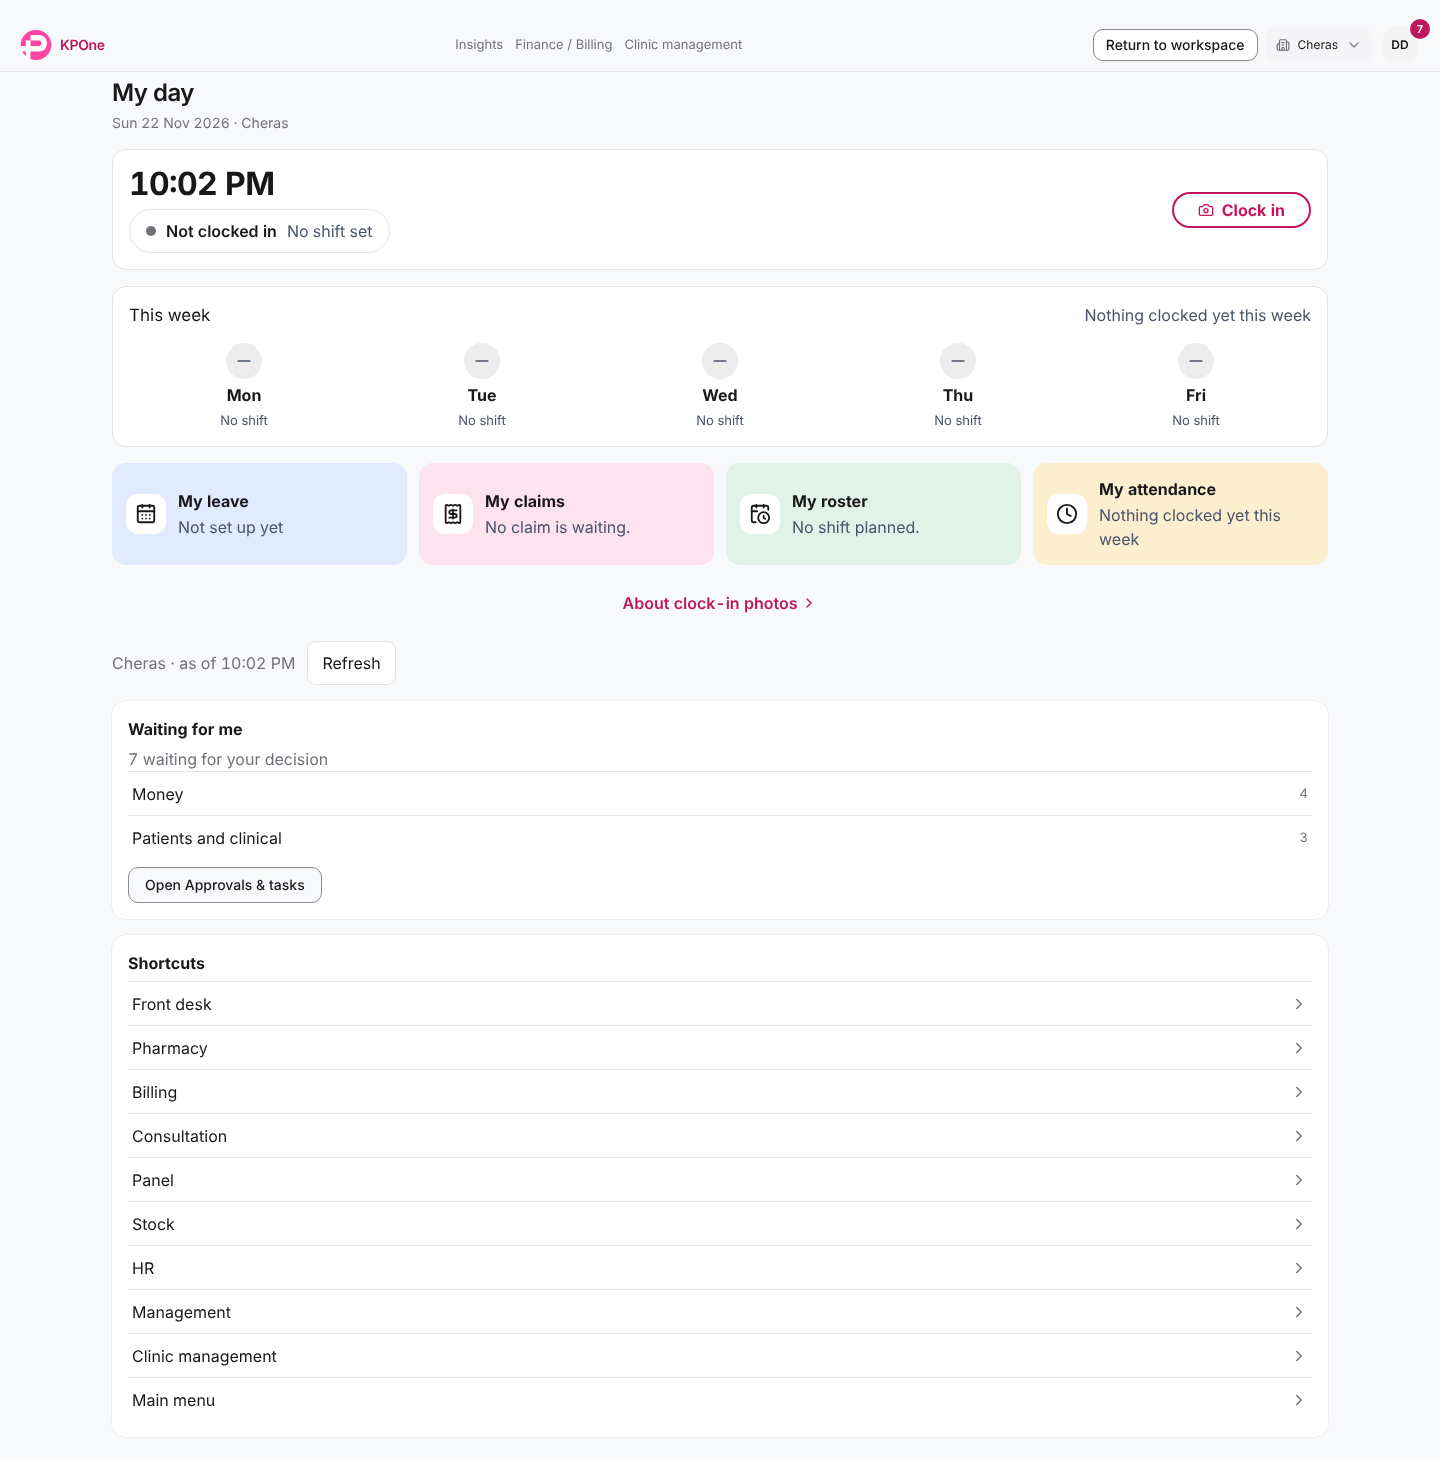 KPOne
Insights Finance / Billing Clinic management
Return to workspace
Cheras
DD
7
My day
Sun 22 Nov 2026 · Cheras
10:02 PM
Not clocked in No shift set
Clock in
This week
Nothing clocked yet this week
Mon
No shift
Tue
No shift
Wed
No shift
Thu
No shift
Fri
No shift
My leave
Not set up yet
My claims
No claim is waiting.
My roster
No shift planned.
My attendance
Nothing clocked yet this
week
About clock-in photos
Cheras · as of 10:02 PM
Refresh
Waiting for me
7 waiting for your decision
Money 4
Patients and clinical 3
Open Approvals & tasks
Shortcuts
Front desk
Pharmacy
Billing
Consultation
Panel
Stock
HR
Management
Clinic management
Main menu